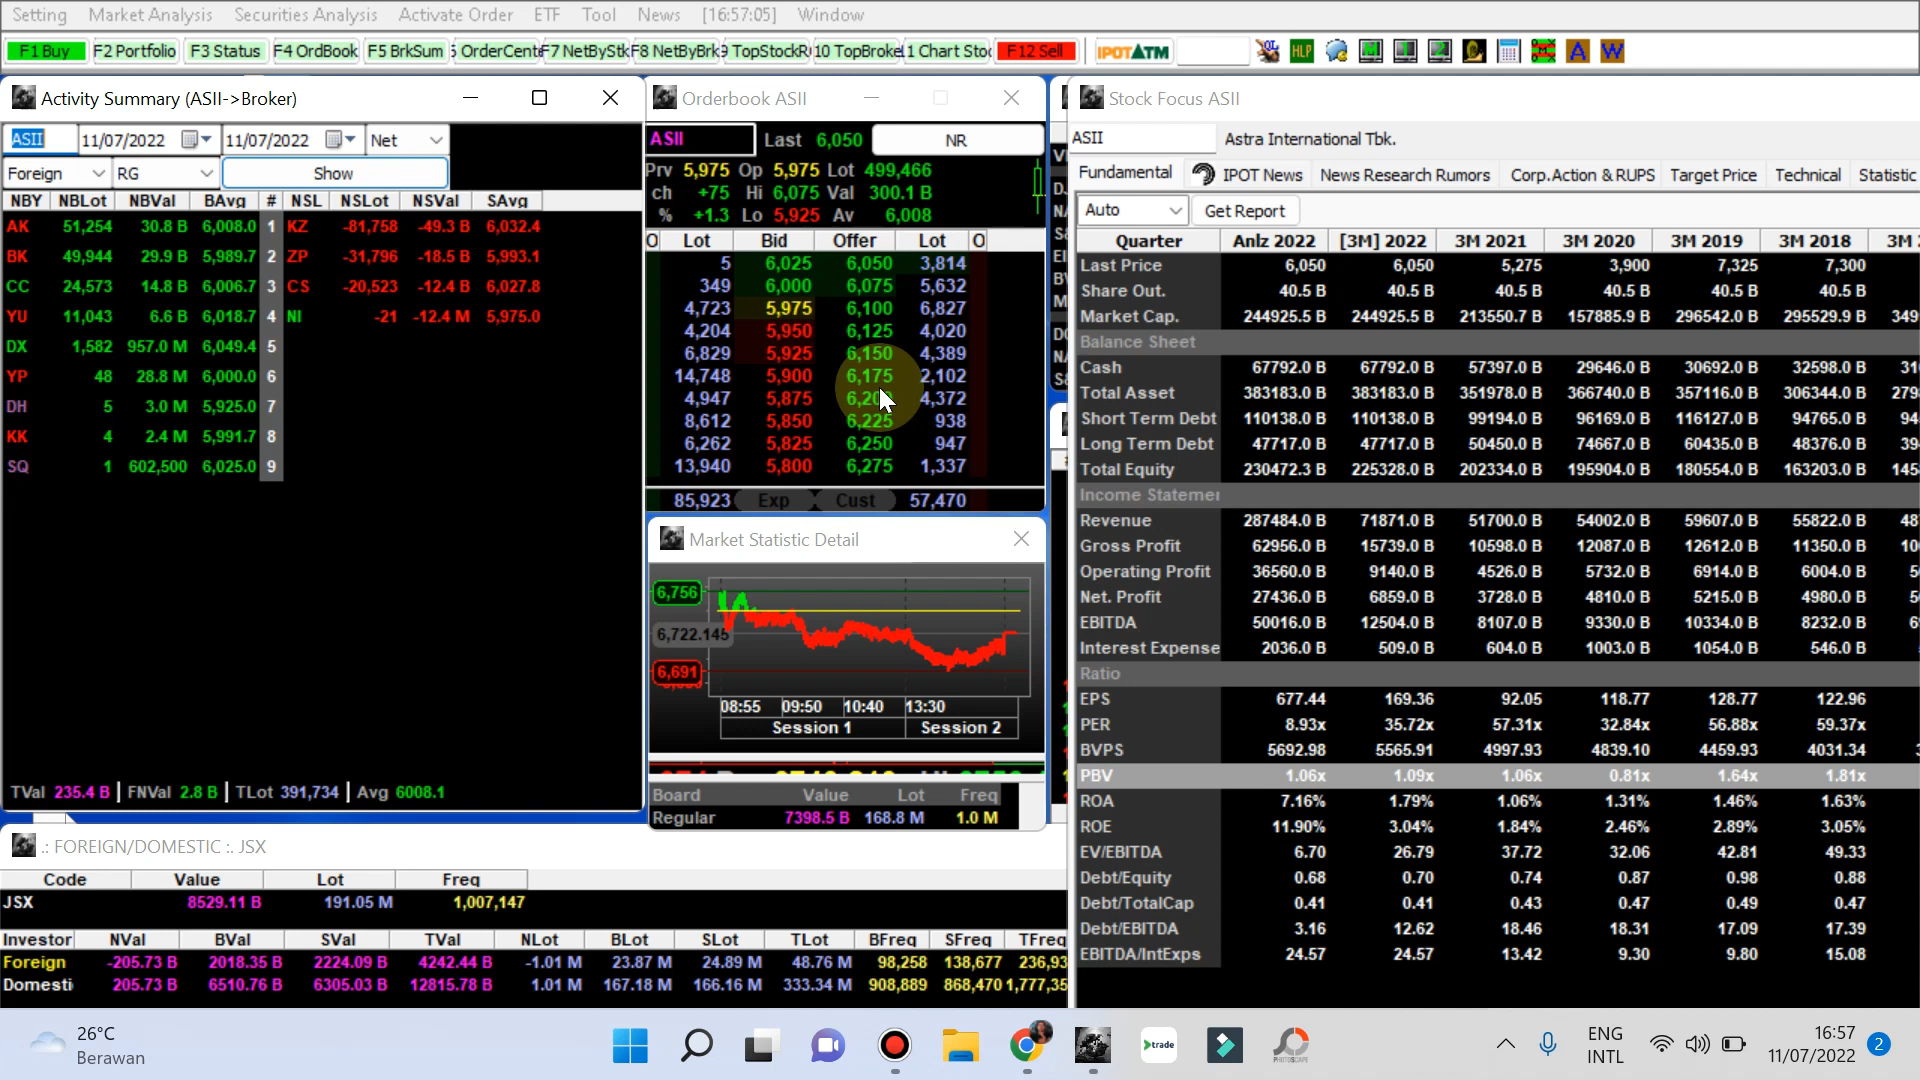 Setting Market Analysis Securities Analysis Activate Order ETF Tool News [16:57:05] Window
F1 Buy F2 Portfolio F3 Status F4 OrdBook F5 BrkSum OrderCent F7 NetByStk F8 NetByBrk TopStockR 10 TopBroke 1 Chart Sto F12 Sell IPOTATM QL HLP A W
Activity Summary (ASII->Broker)
ASII 11/07/2022 11/07/2022 Net
Foreign RG Show
NBY NBLot NBVal BAvg # NSL NSLot NSVal SAvg
AK 51,254 30.8 B 6,008.0 1 KZ -81,758 -49.3 B 6,032.4
BK 49,944 29.9 B 5,989.7 2 ZP -31,796 -18.5 B 5,993.1
CC 24,573 14.8 B 6,006.7 3 CS -20,523 -12.4 B 6,027.8
YU 11,043 6.6 B 6,018.7 4 NI -21 -12.4 M 5,975.0
DX 1,582 957.0 M 6,049.4 5
YP 48 28.8 M 6,000.0 6
DH 5 3.0 M 5,925.0 7
KK 4 2.4 M 5,991.7 8
SQ 1 602,500 6,025.0 9
TVal 235.4 B | FNVal 2.8 B | TLot 391,734 | Avg 6008.1
Orderbook ASII
ASII Last 6,050 NR
Prv 5,975 Op 5,975 Lot 499,466
ch +75 Hi 6,075 Val 300.1 B
% +1.3 Lo 5,925 Av 6,008
O Lot Bid Offer Lot O
5 6,025 6,050 3,814
349 6,000 6,075 5,632
4,723 5,975 6,100 6,827
4,204 5,950 6,125 4,020
6,829 5,925 6,150 4,389
14,748 5,900 6,175 2,102
4,947 5,875 6,200 4,372
8,612 5,850 6,225 938
6,262 5,825 6,250 947
13,940 5,800 6,275 1,337
85,923 Exp Cust 57,470
Market Statistic Detail
6,756
6,722.145
6,691
08:55 09:50 10:40 13:30
Session 1 Session 2
Board Value Lot Freq
Regular 7398.5 B 168.8 M 1.0 M
Stock Focus ASII
ASII Astra International Tbk.
Fundamental IPOT News News Research Rumors Corp.Action & RUPS Target Price Technical Statistic
Auto Get Report
Quarter Anlz 2022 [3M] 2022 3M 2021 3M 2020 3M 2019 3M 2018 3M
Last Price 6,050 6,050 5,275 3,900 7,325 7,300
Share Out. 40.5 B 40.5 B 40.5 B 40.5 B 40.5 B 40.5 B
Market Cap. 244925.5 B 244925.5 B 213550.7 B 157885.9 B 296542.0 B 295529.9 B 349
Balance Sheet
Cash 67792.0 B 67792.0 B 57397.0 B 29646.0 B 30692.0 B 32598.0 B 31
Total Asset 383183.0 B 383183.0 B 351978.0 B 366740.0 B 357116.0 B 306344.0 B 279
Short Term Debt 110138.0 B 110138.0 B 99194.0 B 96169.0 B 116127.0 B 94765.0 B 94
Long Term Debt 47717.0 B 47717.0 B 50450.0 B 74667.0 B 60435.0 B 48376.0 B 39
Total Equity 230472.3 B 225328.0 B 202334.0 B 195904.0 B 180554.0 B 163203.0 B 145
Income Statemer
Revenue 287484.0 B 71871.0 B 51700.0 B 54002.0 B 59607.0 B 55822.0 B 48
Gross Profit 62956.0 B 15739.0 B 10598.0 B 12087.0 B 12612.0 B 11350.0 B 10
Operating Profit 36560.0 B 9140.0 B 4526.0 B 5732.0 B 6914.0 B 6004.0 B 5
Net. Profit 27436.0 B 6859.0 B 3728.0 B 4810.0 B 5215.0 B 4980.0 B 5
EBITDA 50016.0 B 12504.0 B 8107.0 B 9330.0 B 10334.0 B 8232.0 B 6
Interest Expense 2036.0 B 509.0 B 604.0 B 1003.0 B 1054.0 B 546.0 B
Ratio
EPS 677.44 169.36 92.05 118.77 128.77 122.96
PER 8.93x 35.72x 57.31x 32.84x 56.88x 59.37x
BVPS 5692.98 5565.91 4997.93 4839.10 4459.93 4031.34
PBV 1.06x 1.09x 1.06x 0.81x 1.64x 1.81x
ROA 7.16% 1.79% 1.06% 1.31% 1.46% 1.63%
ROE 11.90% 3.04% 1.84% 2.46% 2.89% 3.05%
EV/EBITDA 6.70 26.79 37.72 32.06 42.81 49.33
Debt/Equity 0.68 0.70 0.74 0.87 0.98 0.88
Debt/TotalCap 0.41 0.41 0.43 0.47 0.49 0.47
Debt/EBITDA 3.16 12.62 18.46 18.31 17.09 17.39
EBITDA/IntExps 24.57 24.57 13.42 9.30 9.80 15.08
.: FOREIGN/DOMESTIC :. JSX
Code Value Lot Freq
JSX 8529.11 B 191.05 M 1,007,147
Investor NVal BVal SVal TVal NLot BLot SLot TLot BFreq SFreq TFreq
Foreign -205.73 B 2018.35 B 2224.09 B 4242.44 B -1.01 M 23.87 M 24.89 M 48.76 M 98,258 138,677 236,93
Domesti 205.73 B 6510.76 B 6305.03 B 12815.78 B 1.01 M 167.18 M 166.16 M 333.34 M 908,889 868,470 1,777,35
26°C
Berawan
trade
PHOTOSCAPE
ENG
INTL
16:57
11/07/2022
2